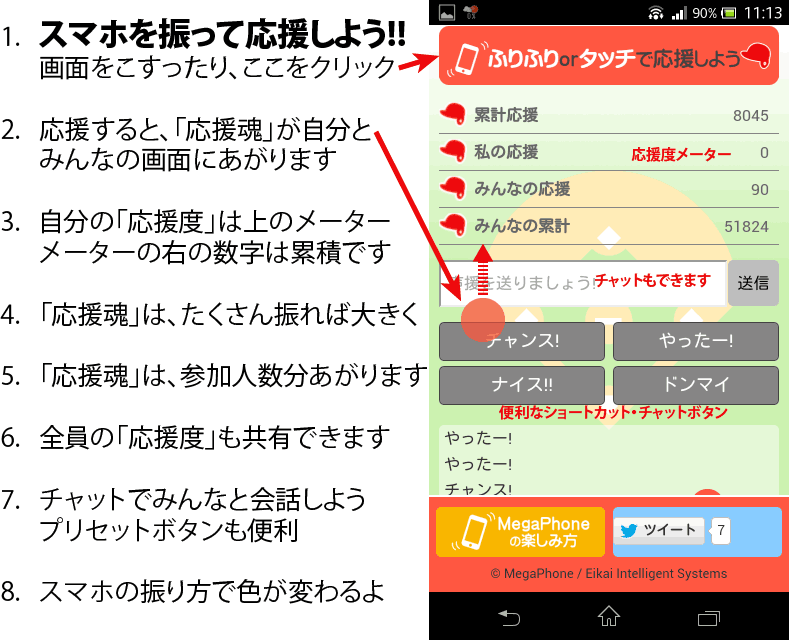 1. スマホを振って応援しよう!!
画面をこすったり、ここをクリック
2. 応援すると、「応援魂」が自分と
みんなの画面にあがります
3. 自分の「応援度」は上のメーター
メーターの右の数字は累積です
4. 「応援魂」は、たくさん振れば大きく
5. 「応援魂」は、参加人数分あがります
6. 全員の「応援度」も共有できます
7. チャットでみんなと会話しよう
プリセットボタンも便利
8. スマホの振り方で色が変わるよ
90% 11:13
ふりふりorタッチで応援しよう
累計応援 8045
私の応援 応援度メーター 0
みんなの応援 90
みんなの累計 51824
応援を送りましょう! チャットもできます 送信
チャンス! やったー!
ナイス!! ドンマイ
便利なショートカット・チャットボタン
やったー!
やったー!
チャンス!
MegaPhone
の楽しみ方
ツイート 7
© MegaPhone / Eikai Intelligent Systems